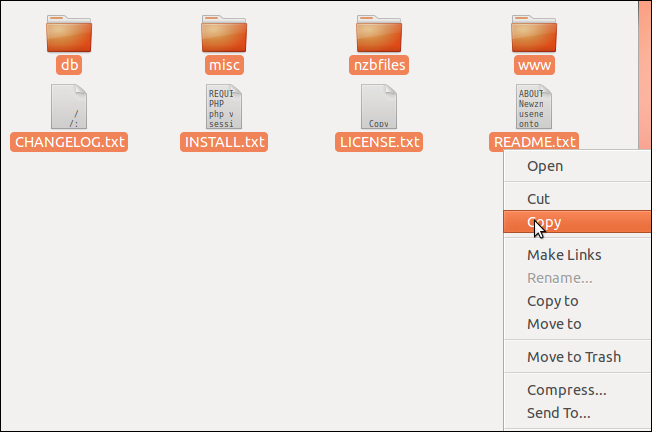 db
misc
nzbfiles
www
/
/:
REQUI
PHP
php v
sessi
Copy
ABOUT
Newzn
usene
onto
CHANGELOG.txt
INSTALL.txt
LICENSE.txt
README.txt
Open
Cut
Copy
Make Links
Rename...
Copy to
Move to
Move to Trash
Compress...
Send To...